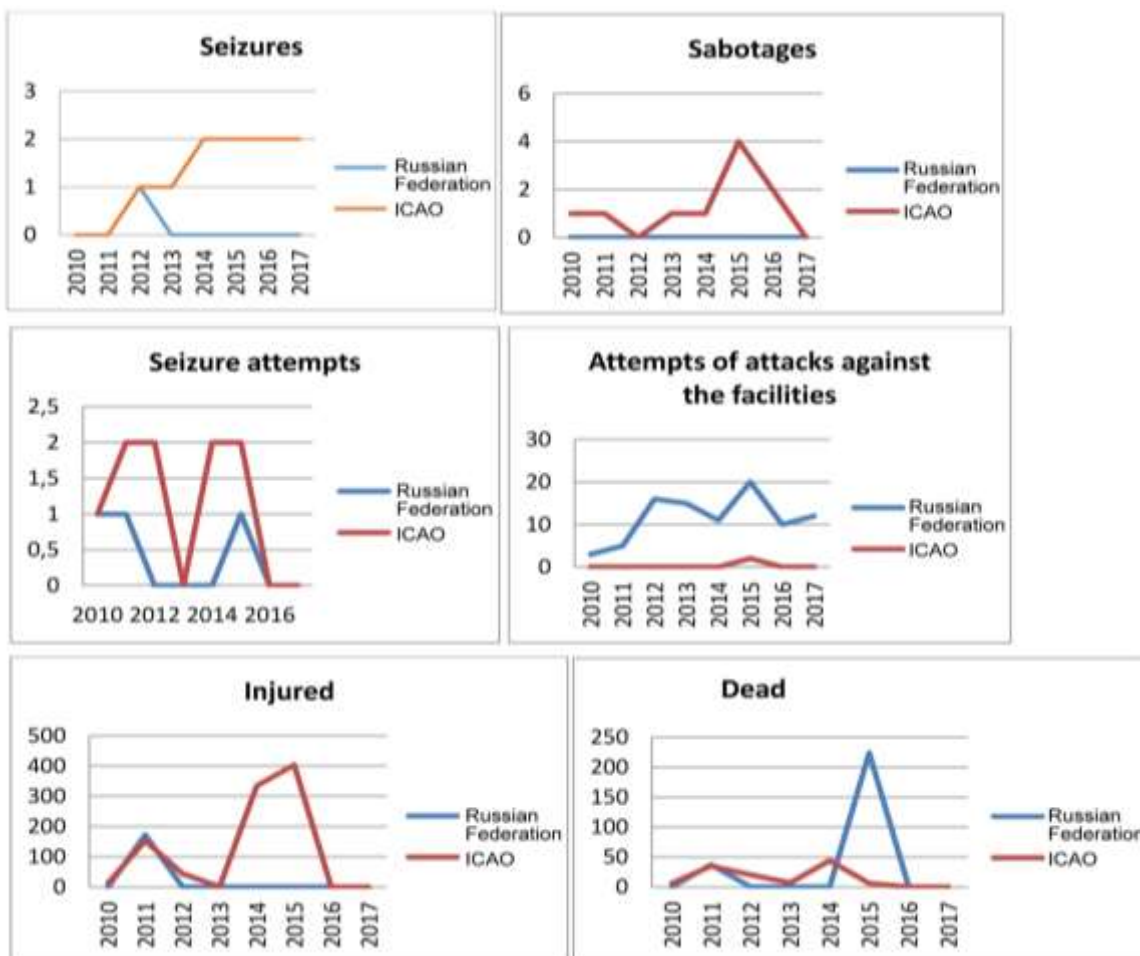 Seizures
3
2
1
0
2010
2011
2012
2013
2014
2015
2016
2017
Russian
Federation
ICAO
Sabotages
6
4
2
0
2010
2011
2012
2013
2014
2015
2016
2017
Russian
Federation
ICAO
Seizure attempts
2,5
2
1,5
1
0,5
0
2010 2012 2014 2016
Russian
Federation
ICAO
Attempts of attacks against
the facilities
30
20
10
0
2010
2011
2012
2013
2014
2015
2016
2017
Russian
Federation
ICAO
Injured
500
400
300
200
100
0
2010
2011
2012
2013
2014
2015
2016
2017
Russian
Federation
ICAO
Dead
250
200
150
100
50
0
2010
2011
2012
2013
2014
2015
2016
2017
Russian
Federation
ICAO